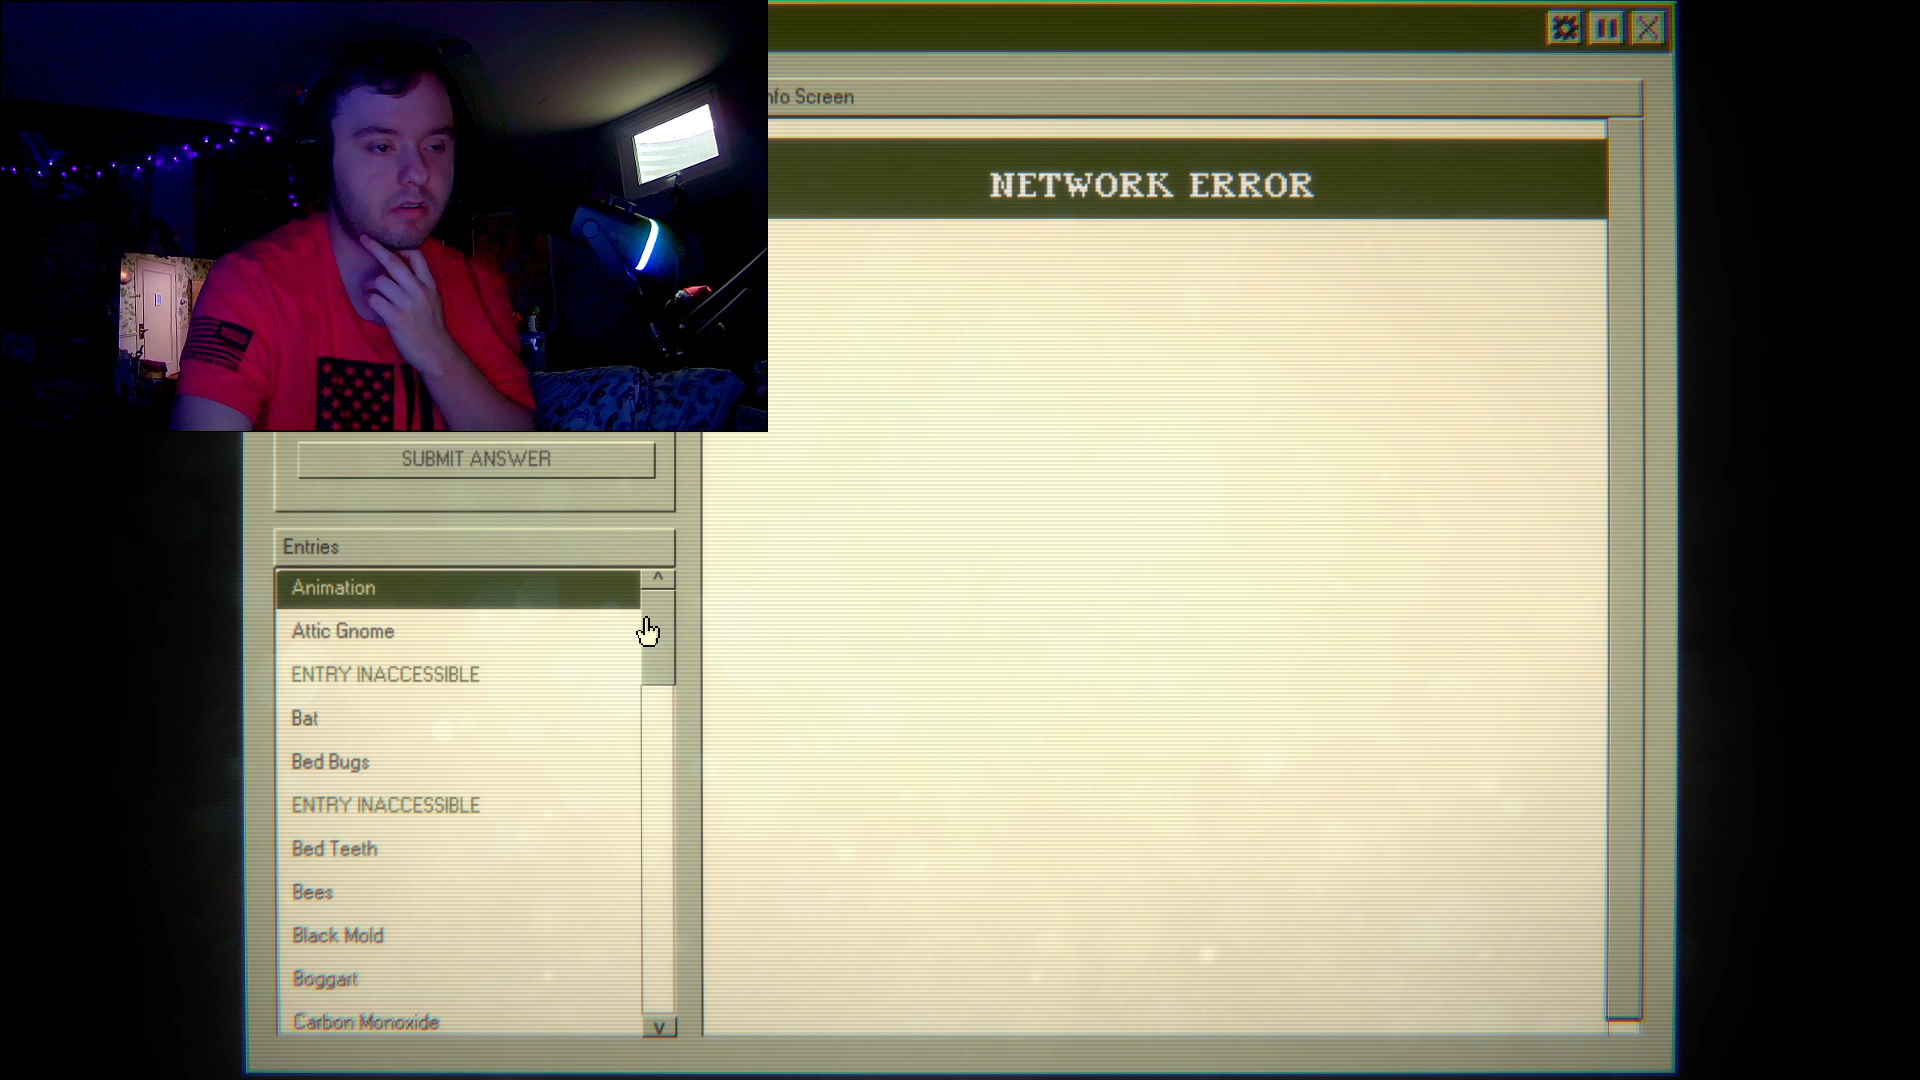 nfo Screen
NETWORK ERROR
SUBMIT ANSWER
Entries
Animation
Attic Gnome
ENTRY INACCESSIBLE
Bat
Bed Bugs
ENTRY INACCESSIBLE
Bed Teeth
Bees
Black Mold
Boggart
Carbon Monoxide